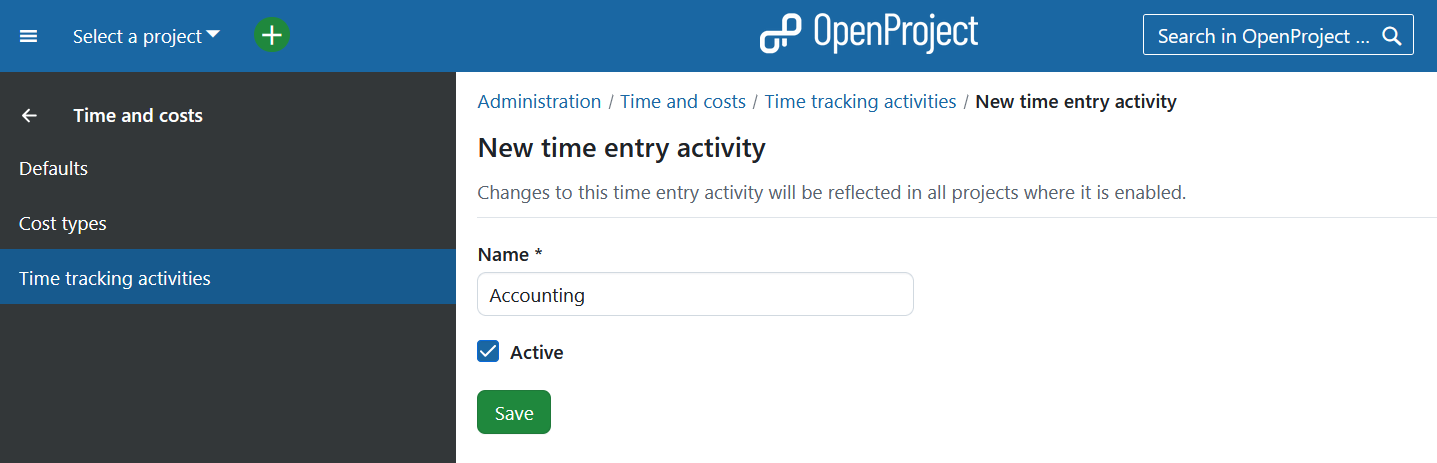 Select a project
OpenProject
Search in OpenProject ...
Time and costs
Defaults
Cost types
Time tracking activities
Administration / Time and costs / Time tracking activities / New time entry activity
New time entry activity
Changes to this time entry activity will be reflected in all projects where it is enabled.
Name *
Accounting
Active
Save